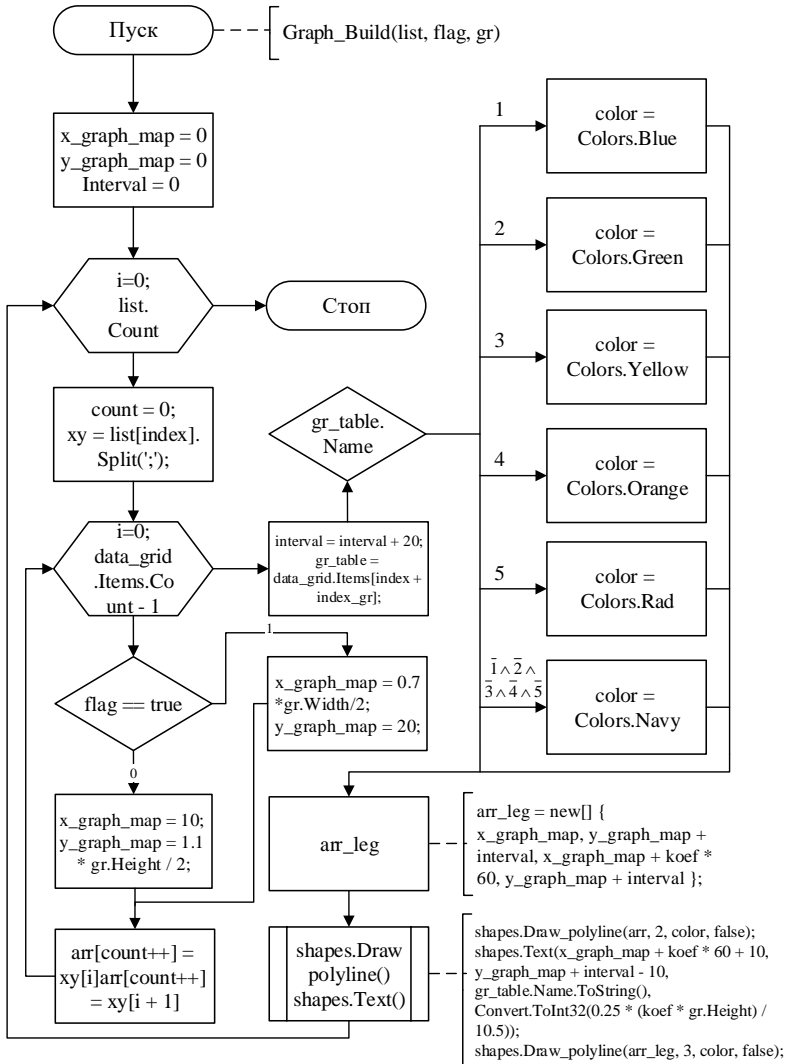 Пуск
Graph_Build(list, flag, gr)
x_graph_map = 0
y_graph_map = 0
Interval = 0
i=0;
list.
Count
Стоп
count = 0;
xy = list[index].
Split(';');
i=0;
data_grid
.Items.Co
unt - 1
interval = interval + 20;
gr_table =
data_grid.Items[index +
index_gr];
gr_table.
Name
1
color =
Colors.Blue
2
color =
Colors.Green
3
color =
Colors.Yellow
4
color =
Colors.Orange
5
color =
Colors.Rad
1̅ ∧ 2̅ ∧
3̅ ∧ 4̅ ∧ 5̅
color =
Colors.Navy
flag == true
1
x_graph_map = 0.7
*gr.Width/2;
y_graph_map = 20;
0
x_graph_map = 10;
y_graph_map = 1.1
* gr.Height / 2;
arr[count++] =
xy[i]arr[count++]
= xy[i + 1]
arr_leg
arr_leg = new[] {
x_graph_map, y_graph_map +
interval, x_graph_map + koef *
60, y_graph_map + interval };
shapes.Draw
polyline()
shapes.Text()
shapes.Draw_polyline(arr, 2, color, false);
shapes.Text(x_graph_map + koef * 60 + 10,
y_graph_map + interval - 10,
gr_table.Name.ToString(),
Convert.ToInt32(0.25 * (koef * gr.Height) /
10.5));
shapes.Draw_polyline(arr_leg, 3, color, false);